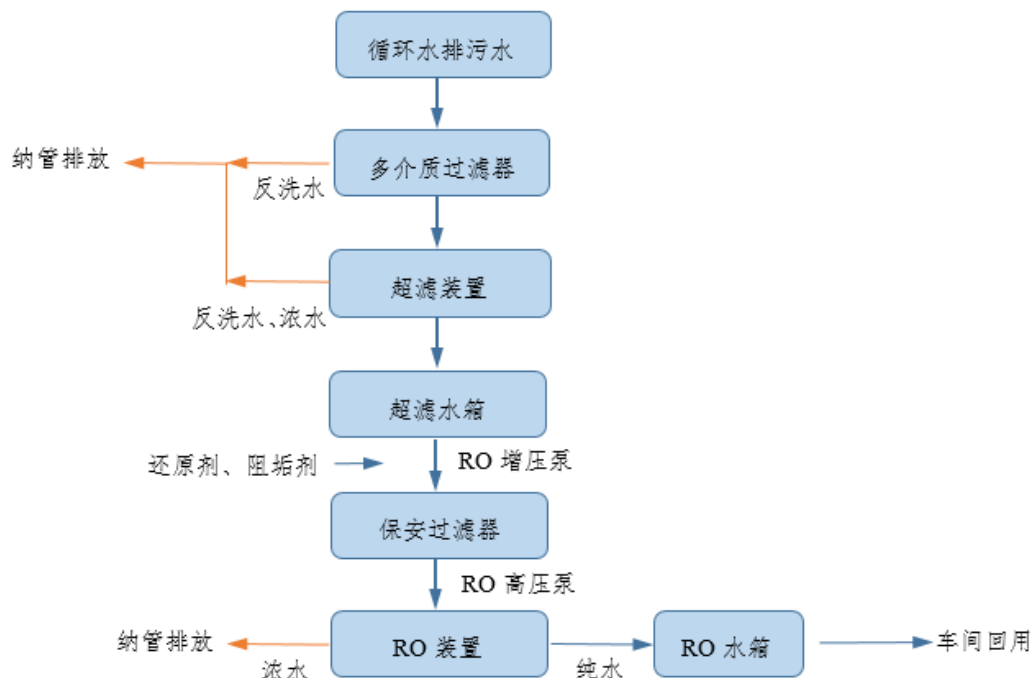 循环水排污水
纳管排放
多介质过滤器
反洗水
超滤装置
反洗水、浓水
超滤水箱
还原剂、阻垢剂
RO 增压泵
保安过滤器
RO 高压泵
纳管排放
浓水
RO 装置
纯水
RO 水箱
车间回用